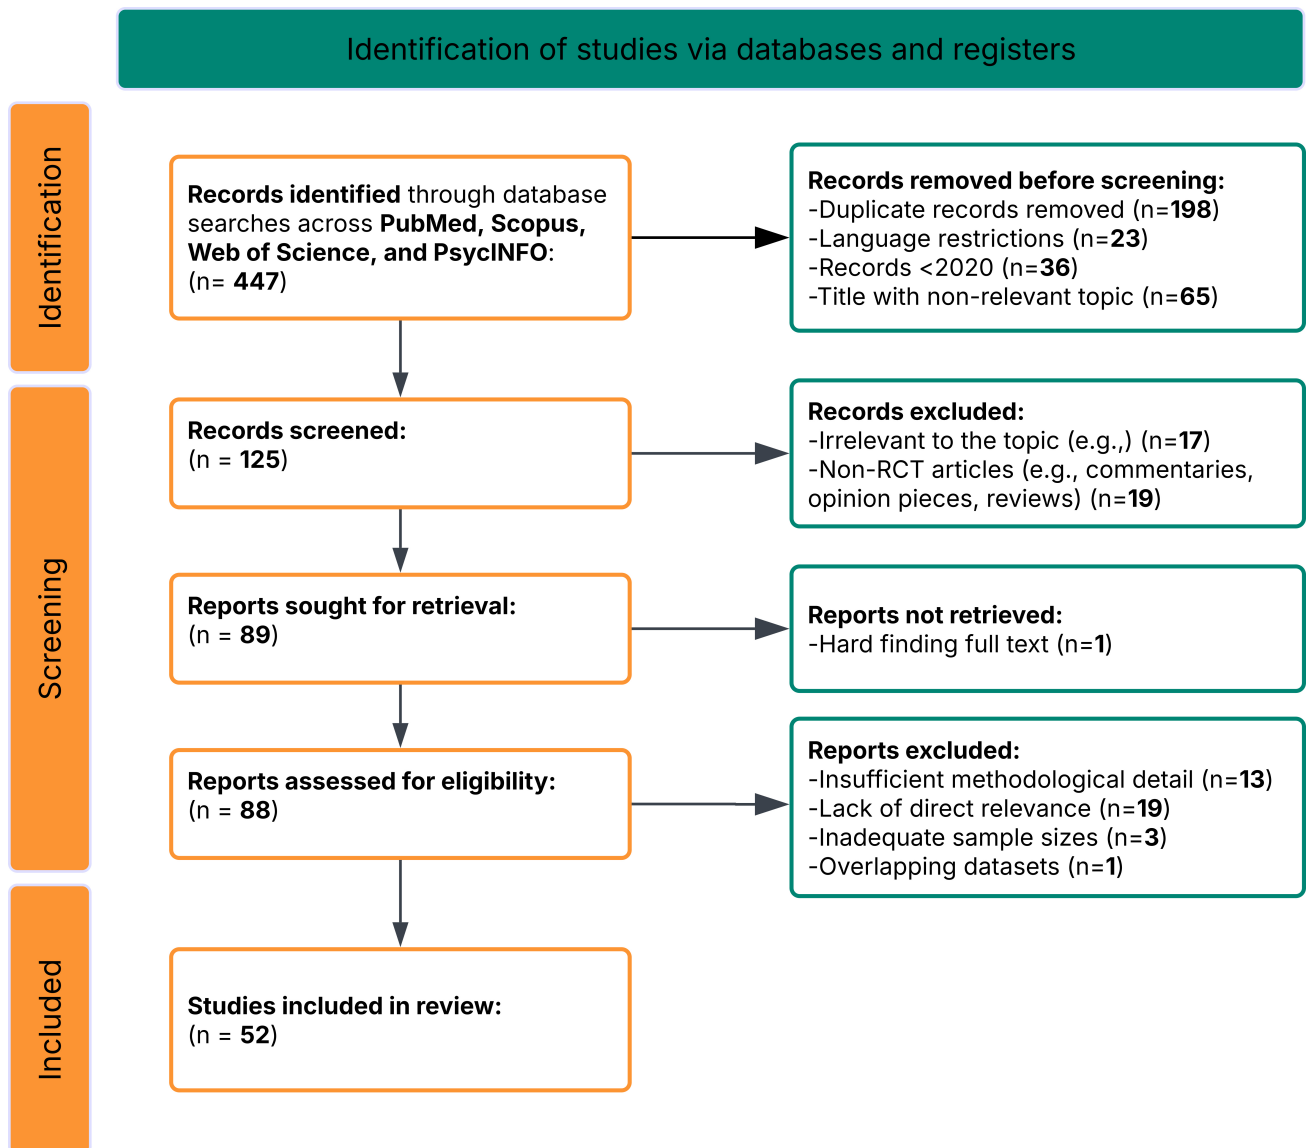 Identification of studies via databases and registers
Identification
Records identified through database
searches across PubMed, Scopus,
Web of Science, and PsycINFO:
(n= 447)
Records removed before screening:
-Duplicate records removed (n=198)
-Language restrictions (n=23)
-Records <2020 (n=36)
-Title with non-relevant topic (n=65)
Screening
Records screened:
(n = 125)
Records excluded:
-Irrelevant to the topic (e.g.,) (n=17)
-Non-RCT articles (e.g., commentaries,
opinion pieces, reviews) (n=19)
Reports sought for retrieval:
(n = 89)
Reports not retrieved:
-Hard finding full text (n=1)
Reports assessed for eligibility:
(n = 88)
Reports excluded:
-Insufficient methodological detail (n=13)
-Lack of direct relevance (n=19)
-Inadequate sample sizes (n=3)
-Overlapping datasets (n=1)
Included
Studies included in review:
(n = 52)